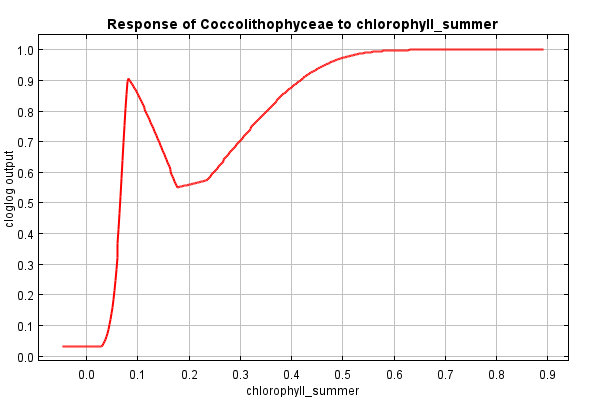 Response of Coccolithophyceae to chlorophyll_summer
1.0
0.9
0.8
0.7
0.6
0.5
0.4
0.3
0.2
0.1
0.0
cloglog output
0.0 0.1 0.2 0.3 0.4 0.5 0.6 0.7 0.8 0.9
chlorophyll_summer